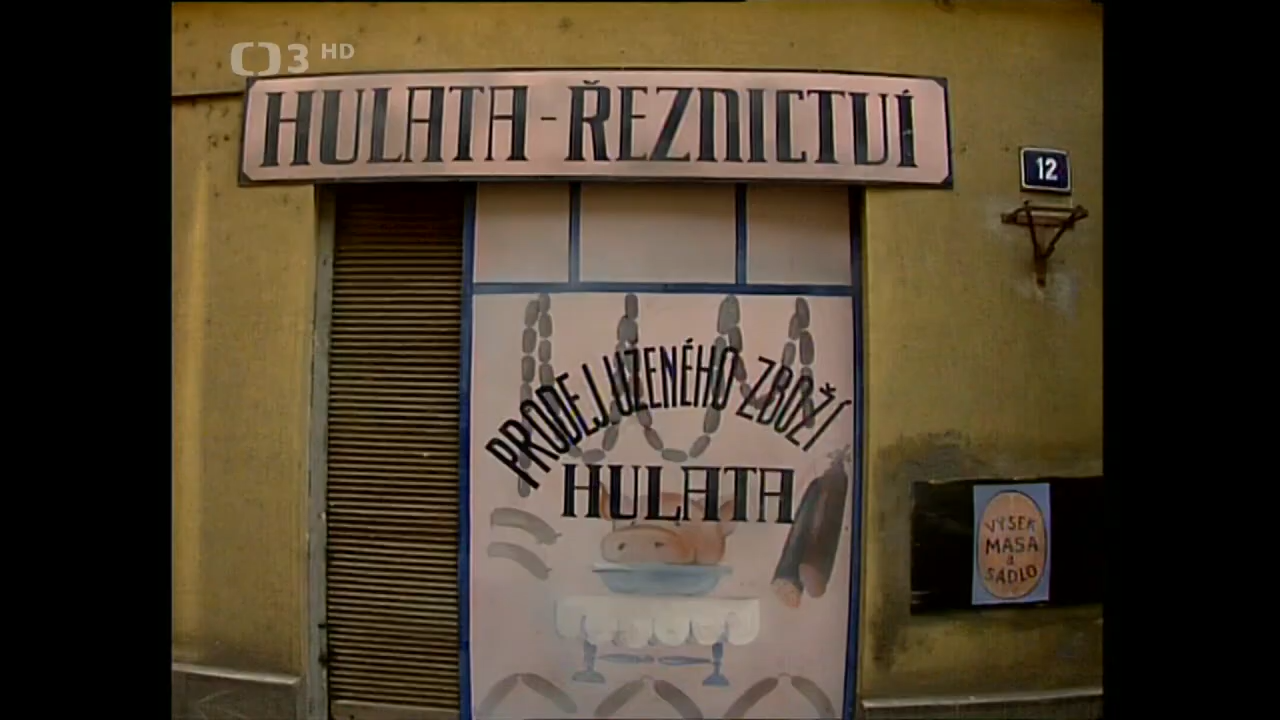 ČT3 HD
HULATA - ŘEZNICTVÍ
12
PRODEJ UZENÉHO ZBOŽÍ
HULATA
VÝSEK
MASA
a
SÁDLO